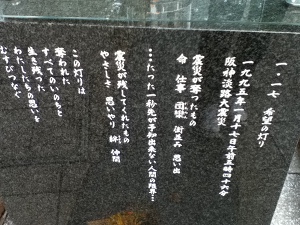 一・一七 希望の灯り
一九九五年一月十七日午前五時四十六分
阪神淡路大震災
震災が奪ったもの
命 仕事 団欒 街並み 思い出
…たった一秒先が予知出来ない人間の限界…
震災が残してくれたもの
やさしさ 思いやり 絆 仲間
この灯りは
奪われた
すべてのいのちと
生き残った
わたしたちの思いを
むすびつなぐ